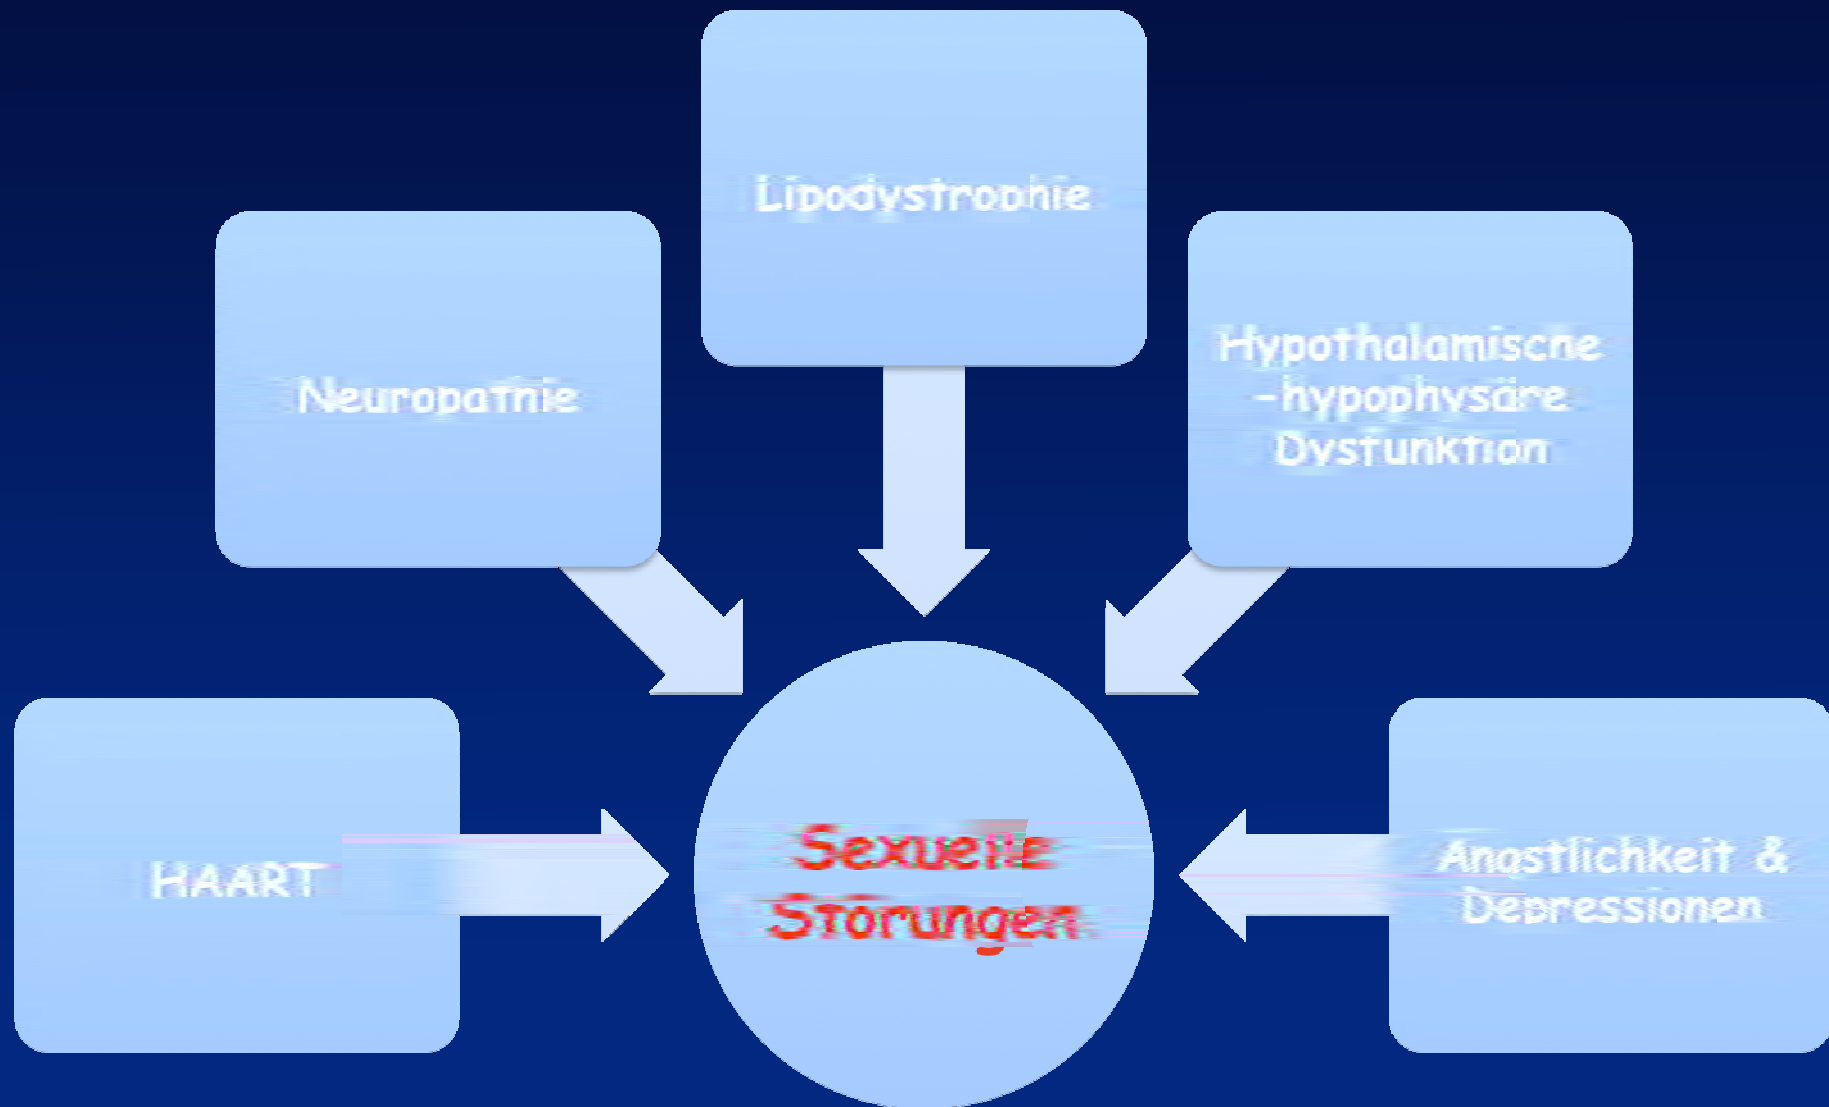 Lipodystrophie
Neuropathie
Hypothalamische
-hypophysäre
Dysfunktion
HAART
Sexuelle
Störungen
Ängstlichkeit &
Depressionen